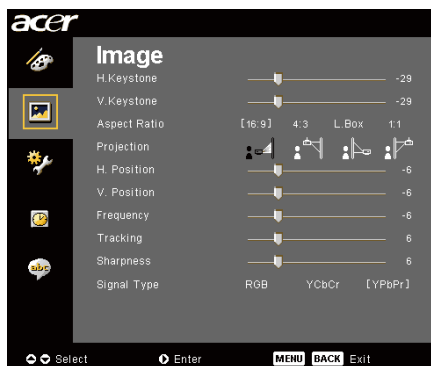 acer
Image
H.Keystone -29
V.Keystone -29
Aspect Ratio [16:9] 4:3 L.Box 1:1
Projection
H. Position -6
V. Position -6
Frequency -6
Tracking 6
Sharpness 6
Signal Type RGB YCbCr [YPbPr]
abc
Select Enter MENU BACK Exit